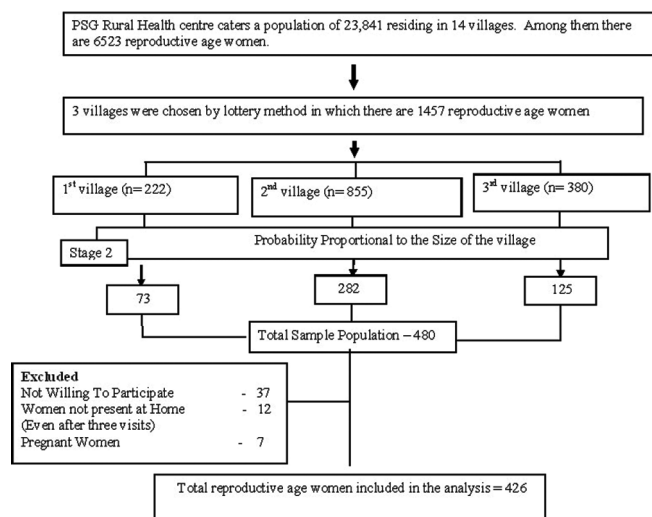 PSG Rural Health centre caters a population of 23,841 residing in 14 villages. Among them there
are 6523 reproductive age women.
3 villages were chosen by lottery method in which there are 1457 reproductive age women
1st village (n=222)
2nd village (n=855)
3rd village (n=380)
Stage 2
Probability Proportional to the Size of the village
73
282
125
Total Sample Population – 480
Excluded
Not Willing To Participate - 37
Women not present at Home - 12
(Even after three visits)
Pregnant Women - 7
Total reproductive age women included in the analysis = 426